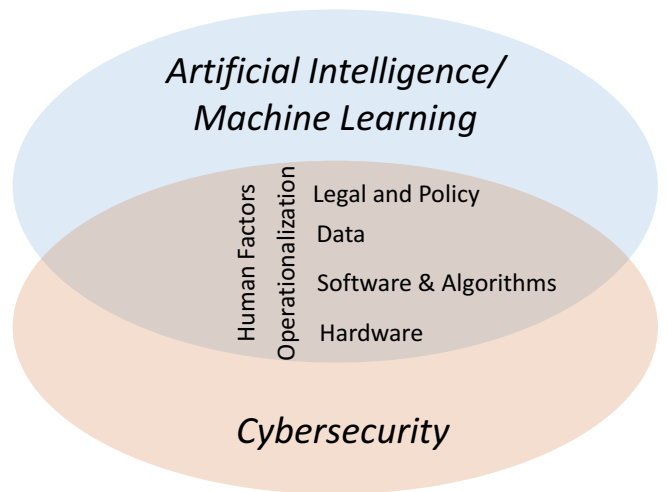 Artificial Intelligence/
Machine Learning
Human Factors
Operationalization
Legal and Policy
Data
Software & Algorithms
Hardware
Cybersecurity